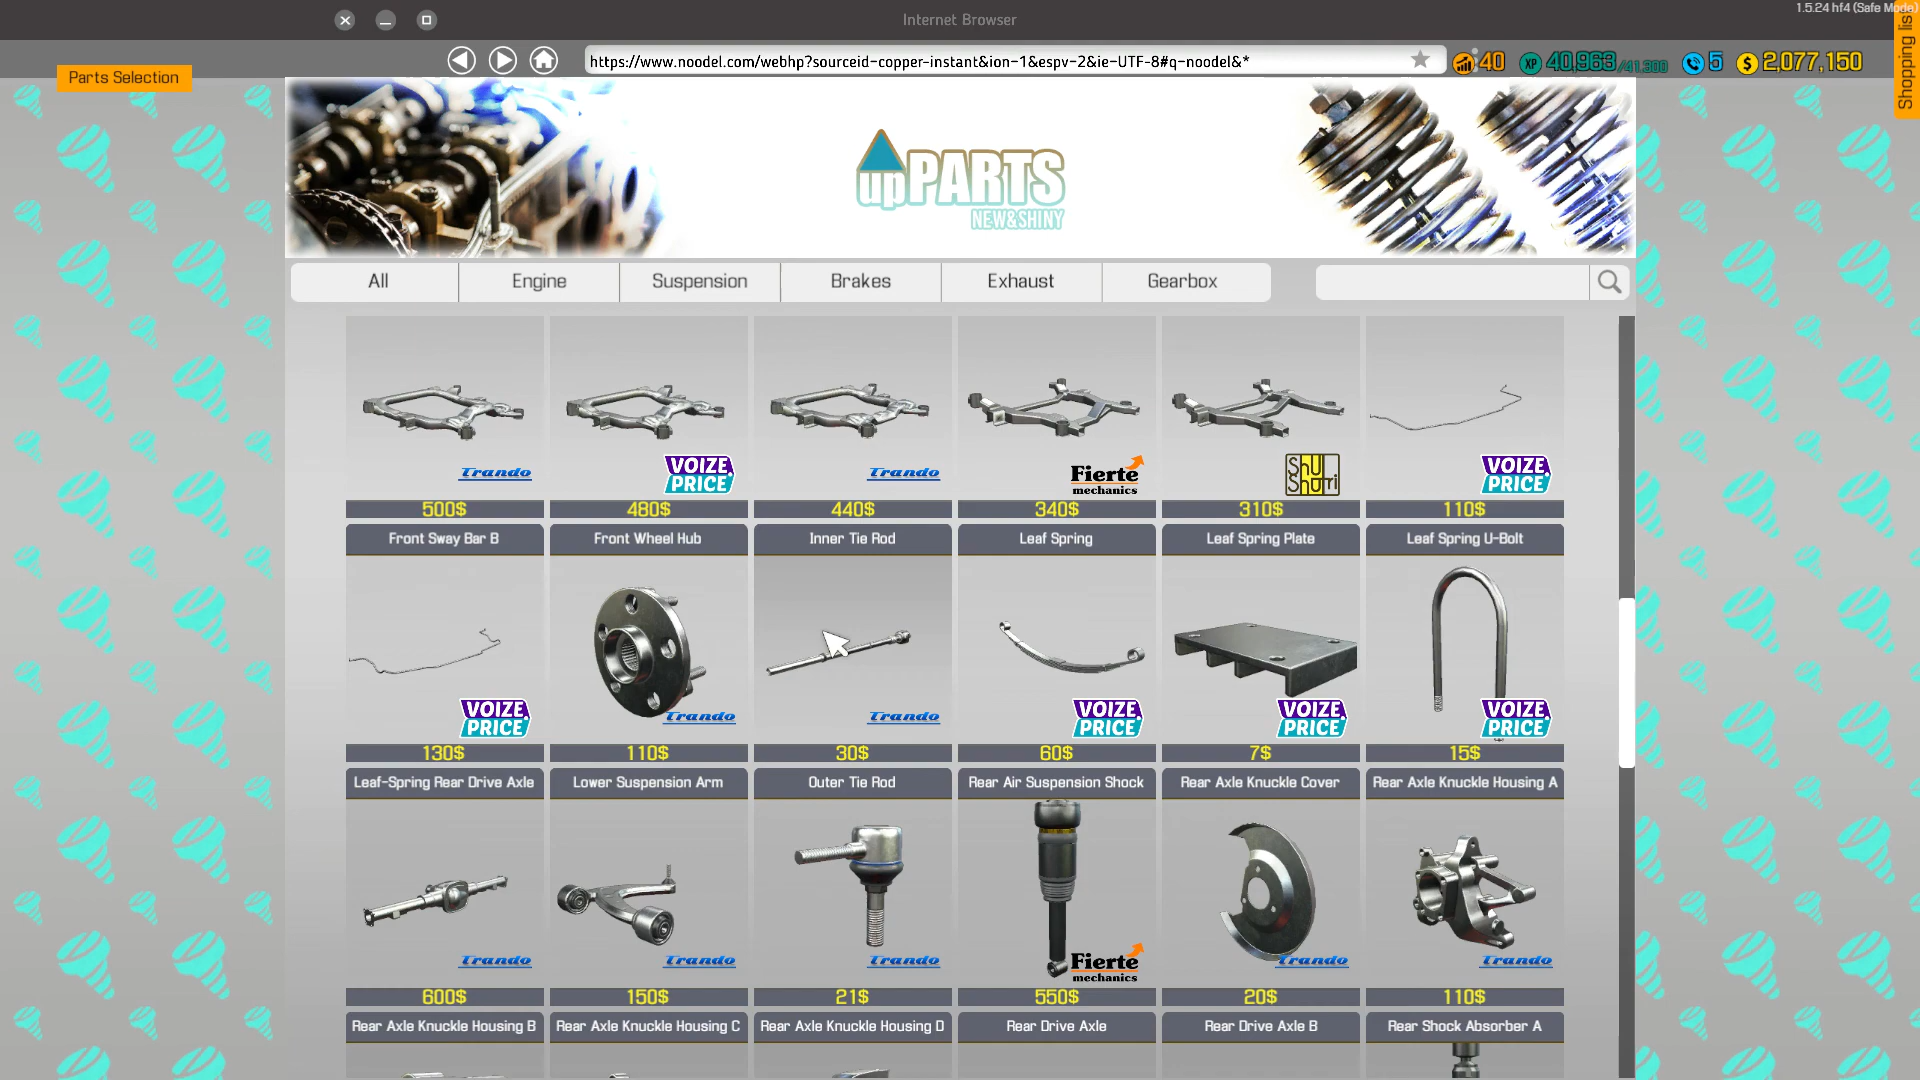 1.5.24 hf4 (Safe Mode)
Internet Browser
Shopping list
Parts Selection
https://www.noodel.com/webhp?sourceid-copper-instant&ion-1&espv-2&ie-UTF-8#q-noodel&*
40
XP 40,963/41,300
5
$ 2,077,150
upPARTS
NEW&SHINY
All Engine Suspension Brakes Exhaust Gearbox
Trando VOIZE PRICE Trando Fierte mechanics Shul Shurri VOIZE PRICE
500$ 480$ 440$ 340$ 310$ 110$
Front Sway Bar B Front Wheel Hub Inner Tie Rod Leaf Spring Leaf Spring Plate Leaf Spring U-Bolt
VOIZE PRICE Trando Trando VOIZE PRICE VOIZE PRICE VOIZE PRICE
130$ 110$ 30$ 60$ 7$ 15$
Leaf-Spring Rear Drive Axle Lower Suspension Arm Outer Tie Rod Rear Air Suspension Shock Rear Axle Knuckle Cover Rear Axle Knuckle Housing A
Trando Trando Trando Fierte mechanics Trando Trando
600$ 150$ 21$ 550$ 20$ 110$
Rear Axle Knuckle Housing B Rear Axle Knuckle Housing C Rear Axle Knuckle Housing D Rear Drive Axle Rear Drive Axle B Rear Shock Absorber A